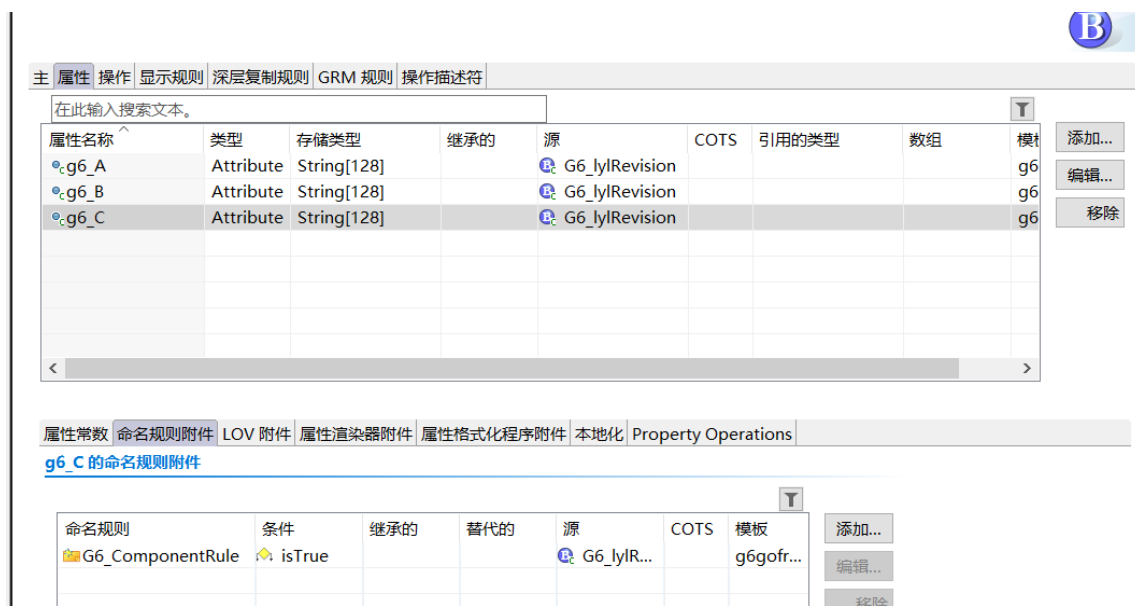 B
主 属性 操作 显示规则 深层复制规则 GRM 规则 操作描述符
在此输入搜索文本。
属性名称 类型 存储类型 继承的 源 COTS 引用的类型 数组 模板 添加...
g6_A Attribute String[128] G6_lylRevision g6
g6_B Attribute String[128] G6_lylRevision g6 编辑...
g6_C Attribute String[128] G6_lylRevision g6 移除
属性常数 命名规则附件 LOV 附件 属性渲染器附件 属性格式化程序附件 本地化 Property Operations
g6_C 的命名规则附件
命名规则 条件 继承的 替代的 源 COTS 模板 添加...
G6_ComponentRule isTrue G6_lylR... g6gofr... 编辑...
移除